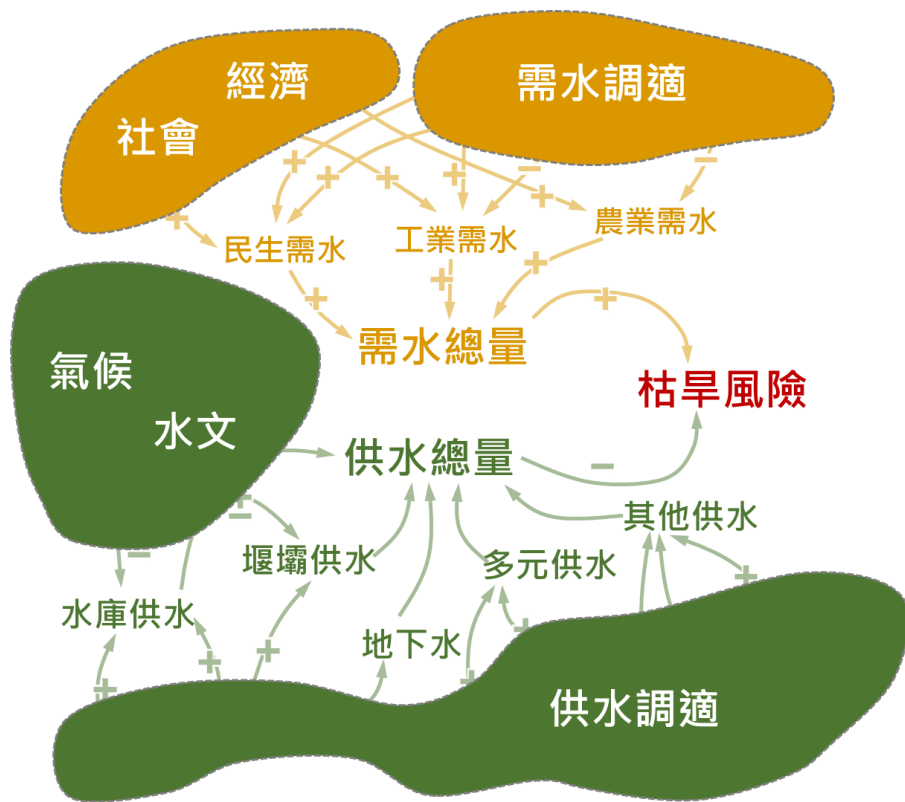 經濟
社會
需水調適
民生需水
工業需水
農業需水
需水總量
枯旱風險
氣候
水文
供水總量
其他供水
堰壩供水
多元供水
水庫供水
地下水
供水調適